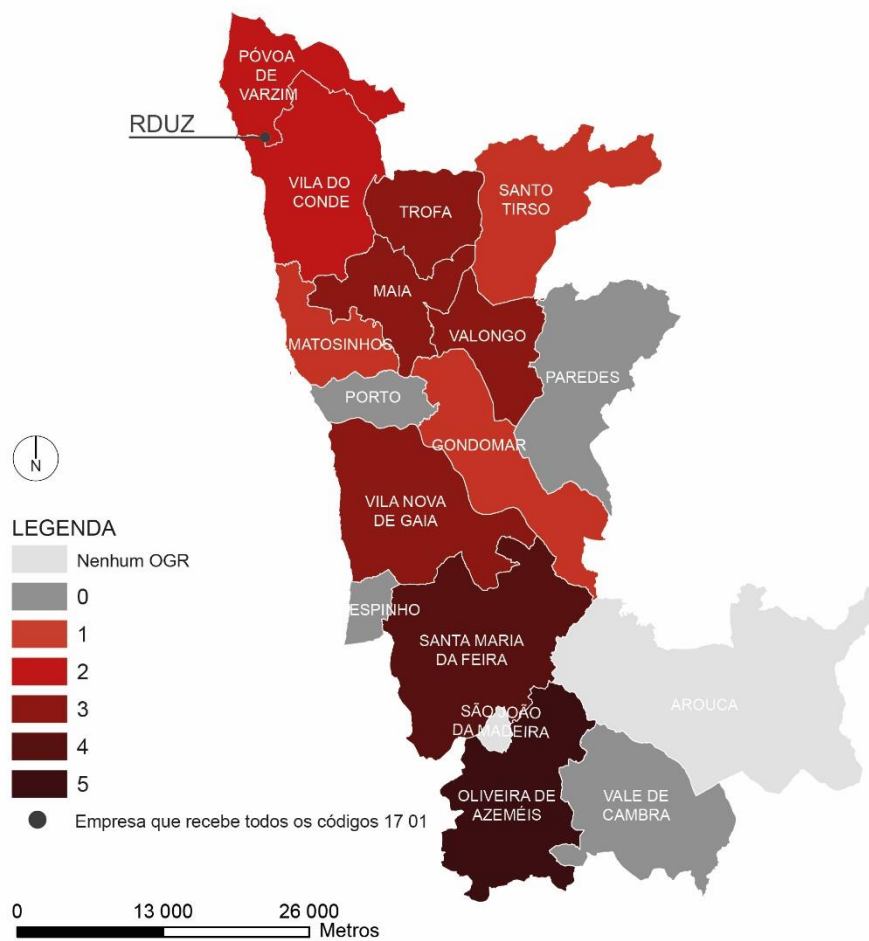 PÓVOA
DE
VARZIM
RDUZ
VILA DO
CONDE
SANTO
TIRSO
TROFA
MAIA
VALONGO
MATOSINHOS
PAREDES
PORTO
GONDOMAR
N
VILA NOVA
DE GAIA
LEGENDA
Nenhum OGR
0
1
2
3
4
5
Empresa que recebe todos os códigos 17 01
ESPINHO
SANTA MARIA
DA FEIRA
AROUCA
SÃO JOÃO
DA MADEIRA
OLIVEIRA DE
AZEMÉIS
VALE DE
CAMBRA
0 13 000 26 000
Metros